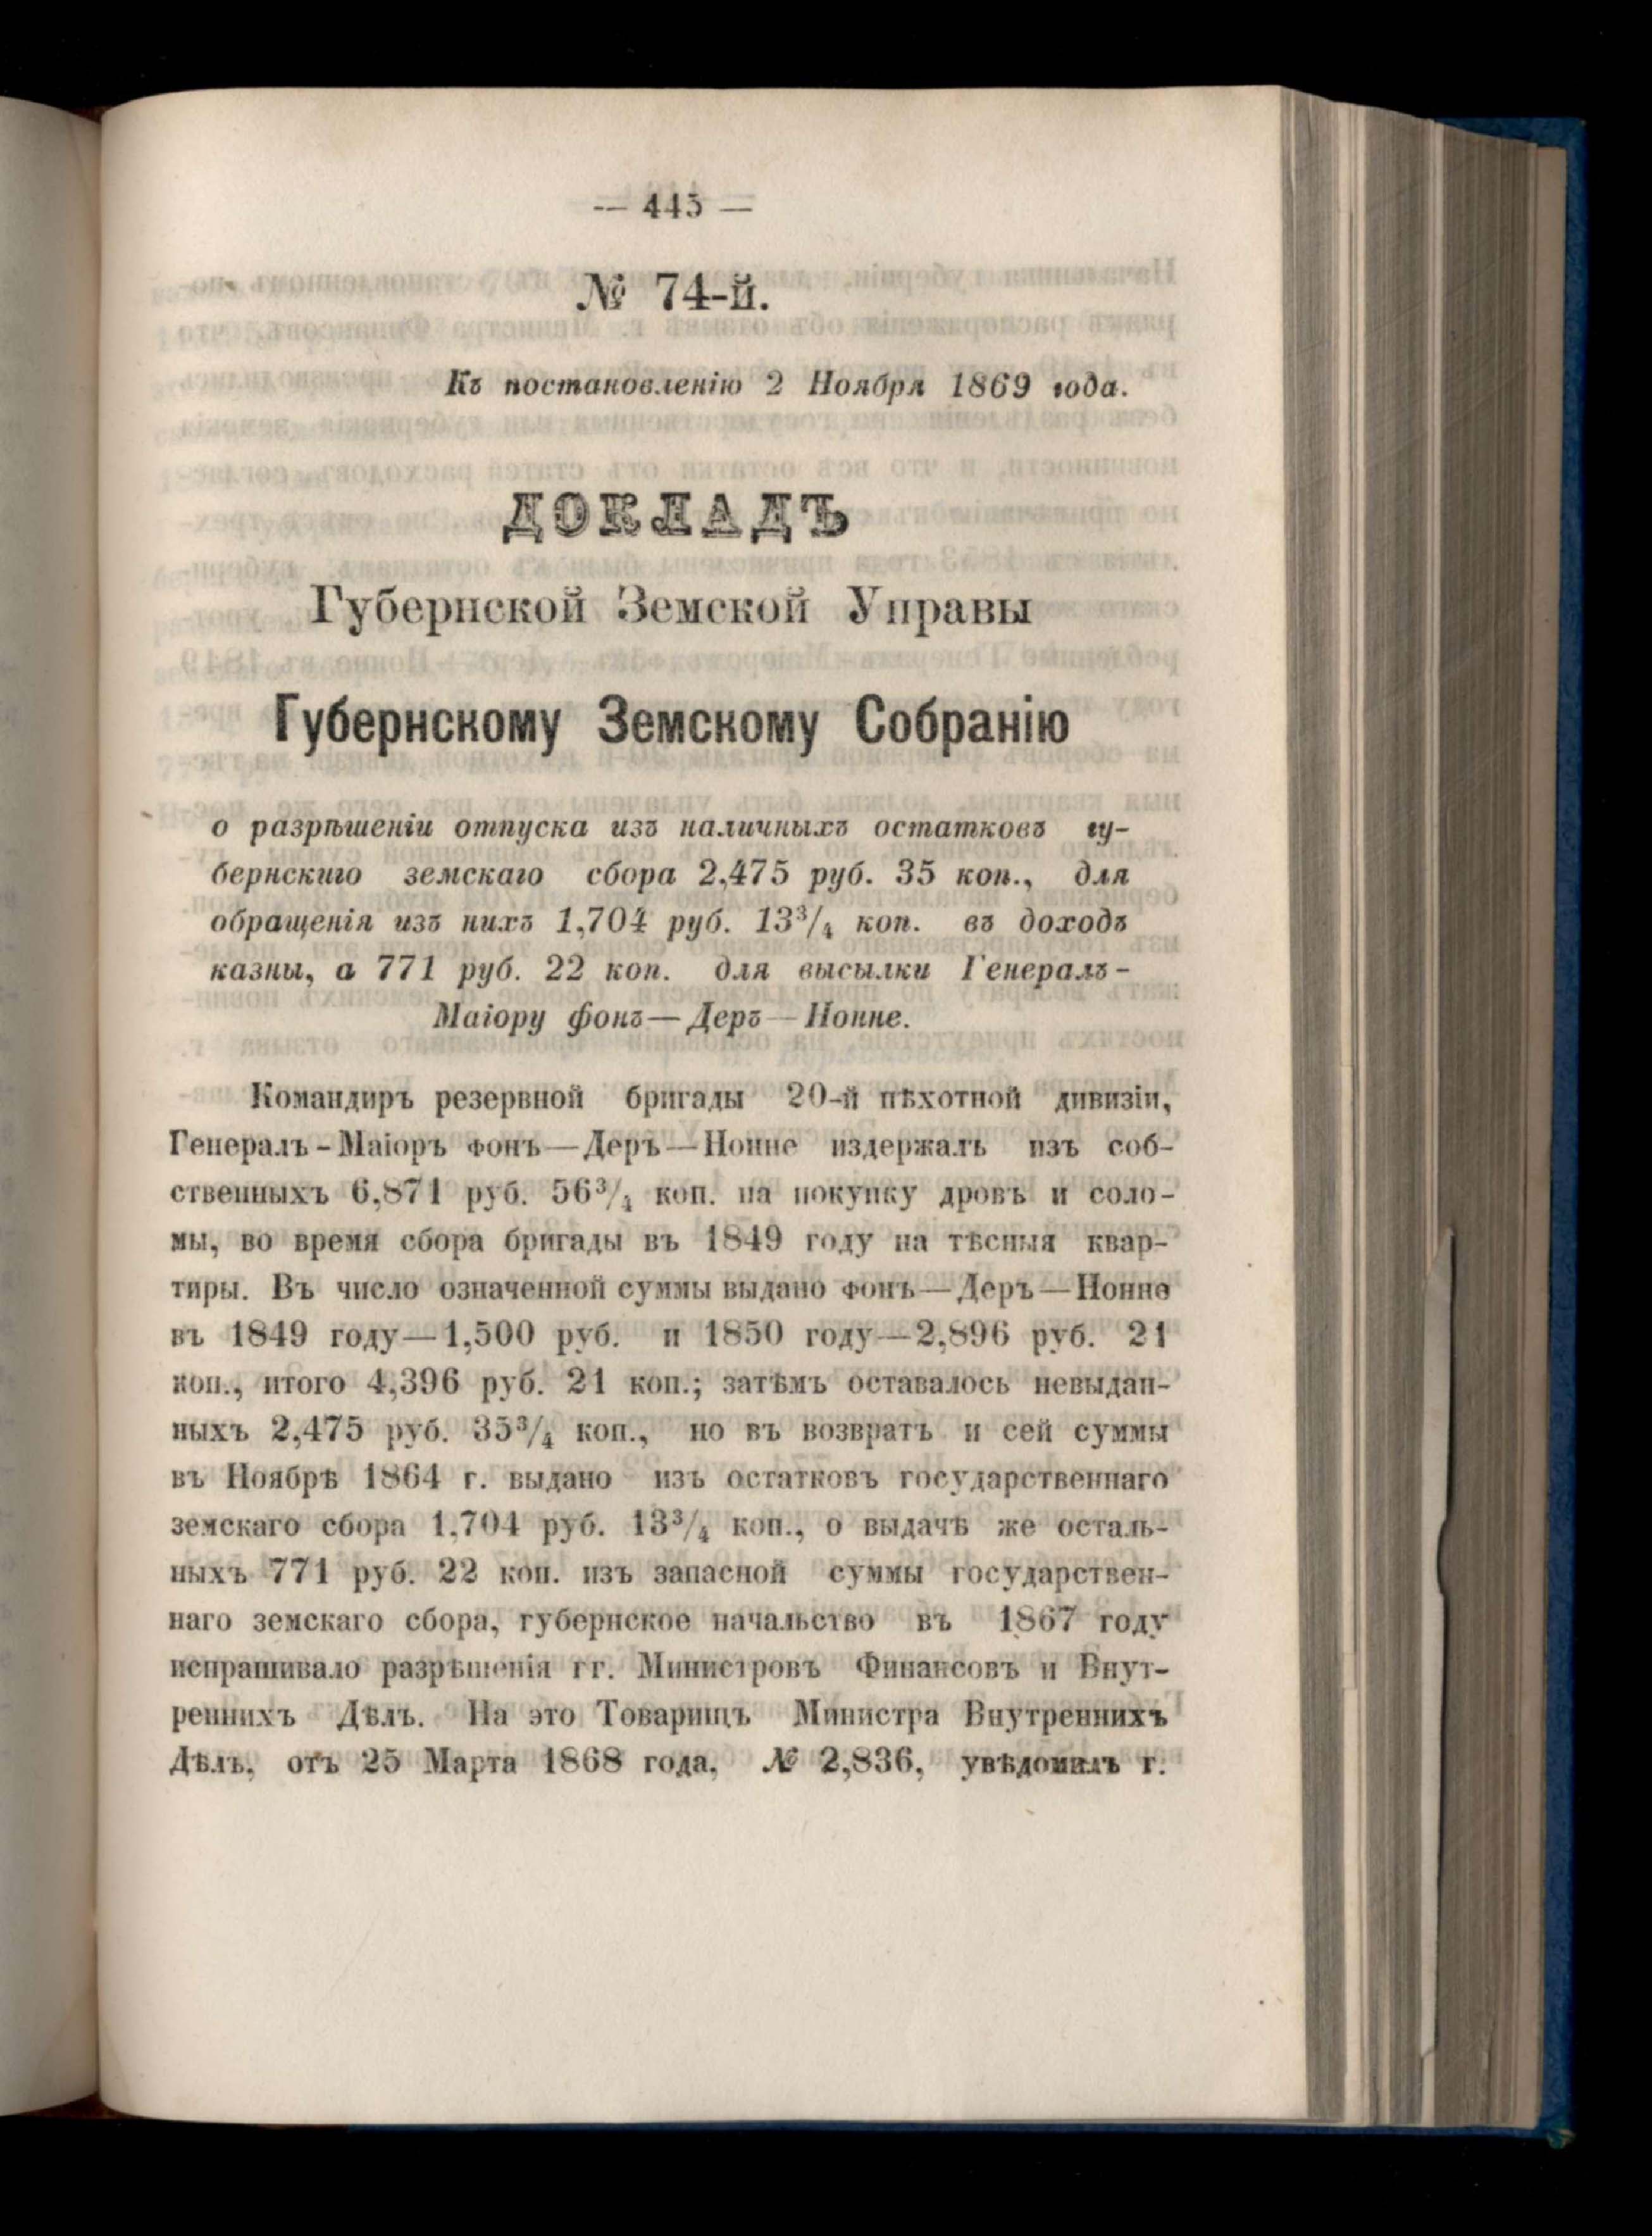 — 445 —
№ 74-й.
Къ постановленію 2 Ноября 1869 года.
ДОКЛАДЪ
Губернской Земской Управы
Губернскому Земскому Собранію
о разрѣшеніи отпуска изъ наличныхъ остатковъ гу-
бернскаго земскаго сбора 2,475 руб. 35 коп., для
обращенія изъ нихъ 1,704 руб. 13³/₄ коп. въ доходъ
казны, а 771 руб. 22 коп. для высылки Генералъ-
Маіору фонъ—Деръ—Нонне.
Командиръ резервной бригады 20-й пѣхотной дивизіи,
Генералъ-Маіоръ фонъ—Деръ—Нонне издержалъ изъ соб-
ственныхъ 6,871 руб. 56³/₄ коп. на покупку дровъ и соло-
мы, во время сбора бригады въ 1849 году на тѣсныя квар-
тиры. Въ число означенной суммы выдано фонъ—Деръ—Нонне
въ 1849 году—1,500 руб. и 1850 году—2,896 руб. 21
коп., итого 4,396 руб. 21 коп.; затѣмъ оставалось невыдан-
ныхъ 2,475 руб. 35³/₄ коп., но въ возвратъ и сей суммы
въ Ноябрѣ 1864 г. выдано изъ остатковъ государственнаго
земскаго сбора 1,704 руб. 13³/₄ коп., о выдачѣ же осталь-
ныхъ 771 руб. 22 коп. изъ запасной суммы государствен-
наго земскаго сбора, губернское начальство въ 1867 году
испрашивало разрѣшенія гг. Министровъ Финансовъ и Внут-
реннихъ Дѣлъ. На это Товарищъ Министра Внутреннихъ
Дѣлъ, отъ 25 Марта 1868 года, № 2,836, увѣдомилъ г.